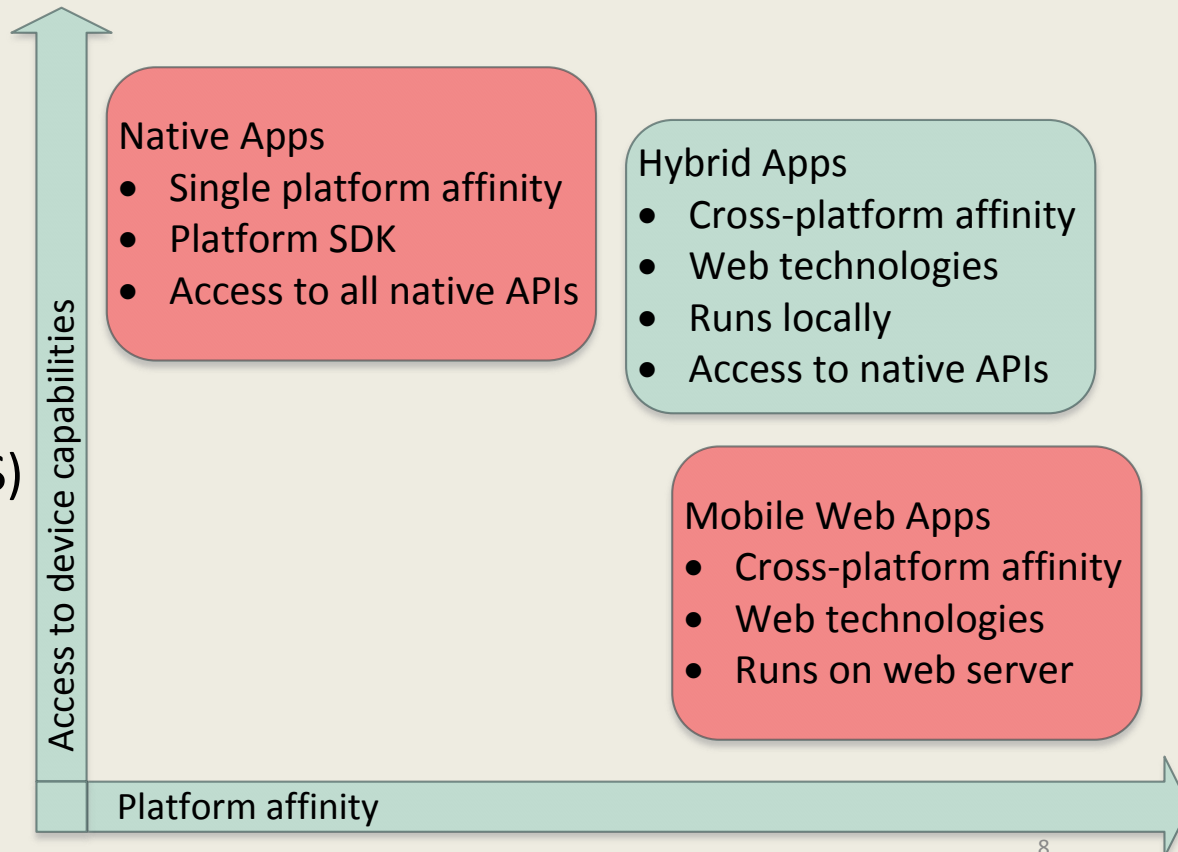 Native Apps
• Single platform affinity
• Platform SDK
• Access to all native APIs
Hybrid Apps
• Cross-platform affinity
• Web technologies
• Runs locally
• Access to native APIs
S)
Access to device capabilities
Mobile Web Apps
• Cross-platform affinity
• Web technologies
• Runs on web server
Platform affinity
8